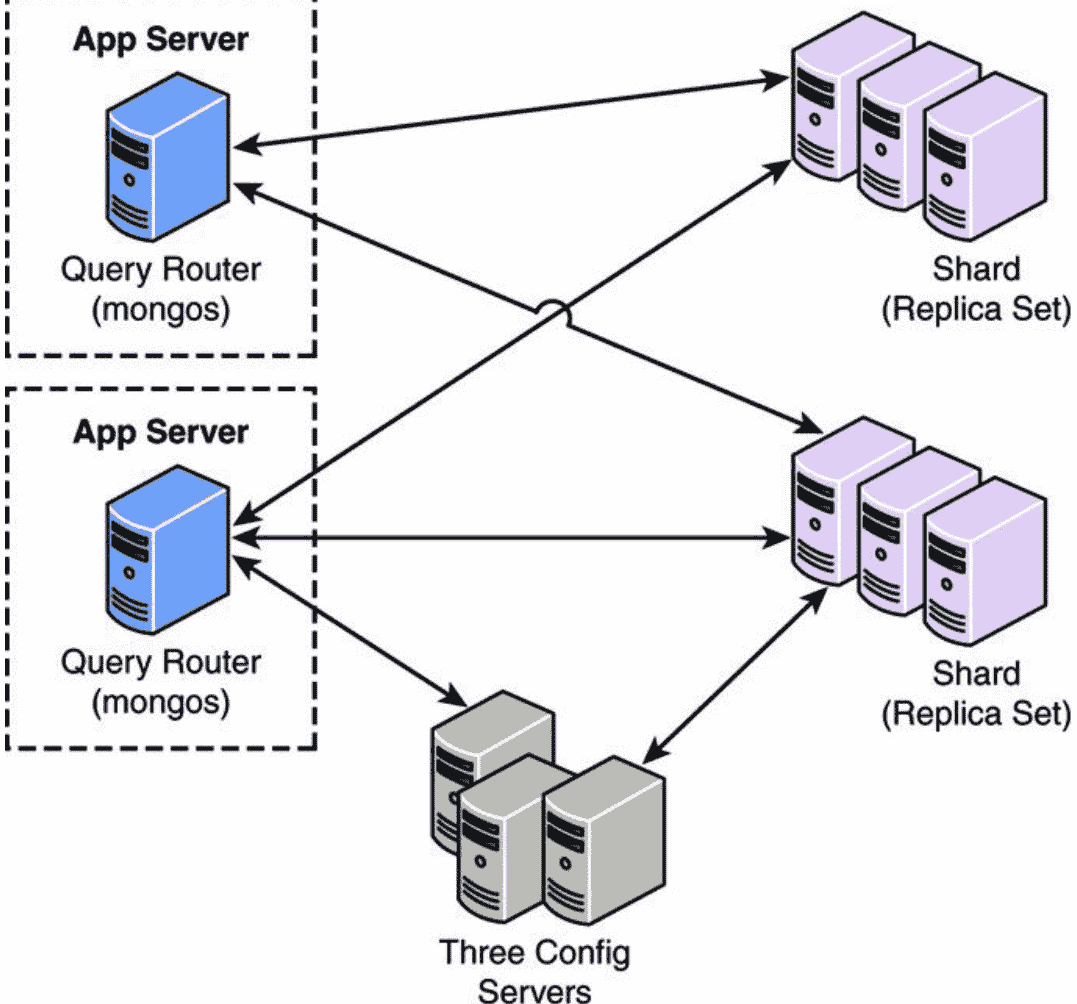 App Server
Query Router
(mongos)
Shard
(Replica Set)
App Server
Query Router
(mongos)
Shard
(Replica Set)
Three Config
Servers